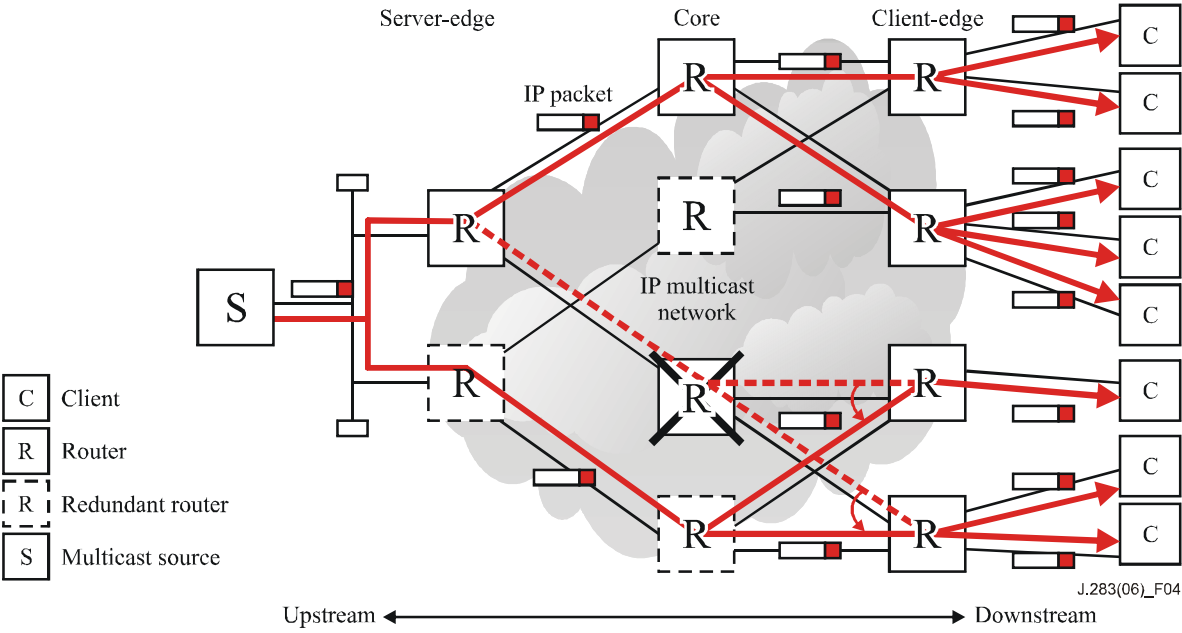 Server-edge
Core
Client-edge
IP packet
R
R
C
C
R
R
R
C
C
C
S
IP multicast
network
R
R
R
C
R
R
C
C
C
Client
R
Router
R
Redundant router
S
Multicast source
J.283(06)_F04
Upstream
Downstream